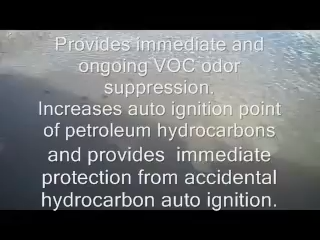 Provides immediate and
ongoing VOC odor
suppression.
Increases auto ignition point
of petroleum hydrocarbons
and provides  immediate
protection from accidental
hydrocarbon auto ignition.